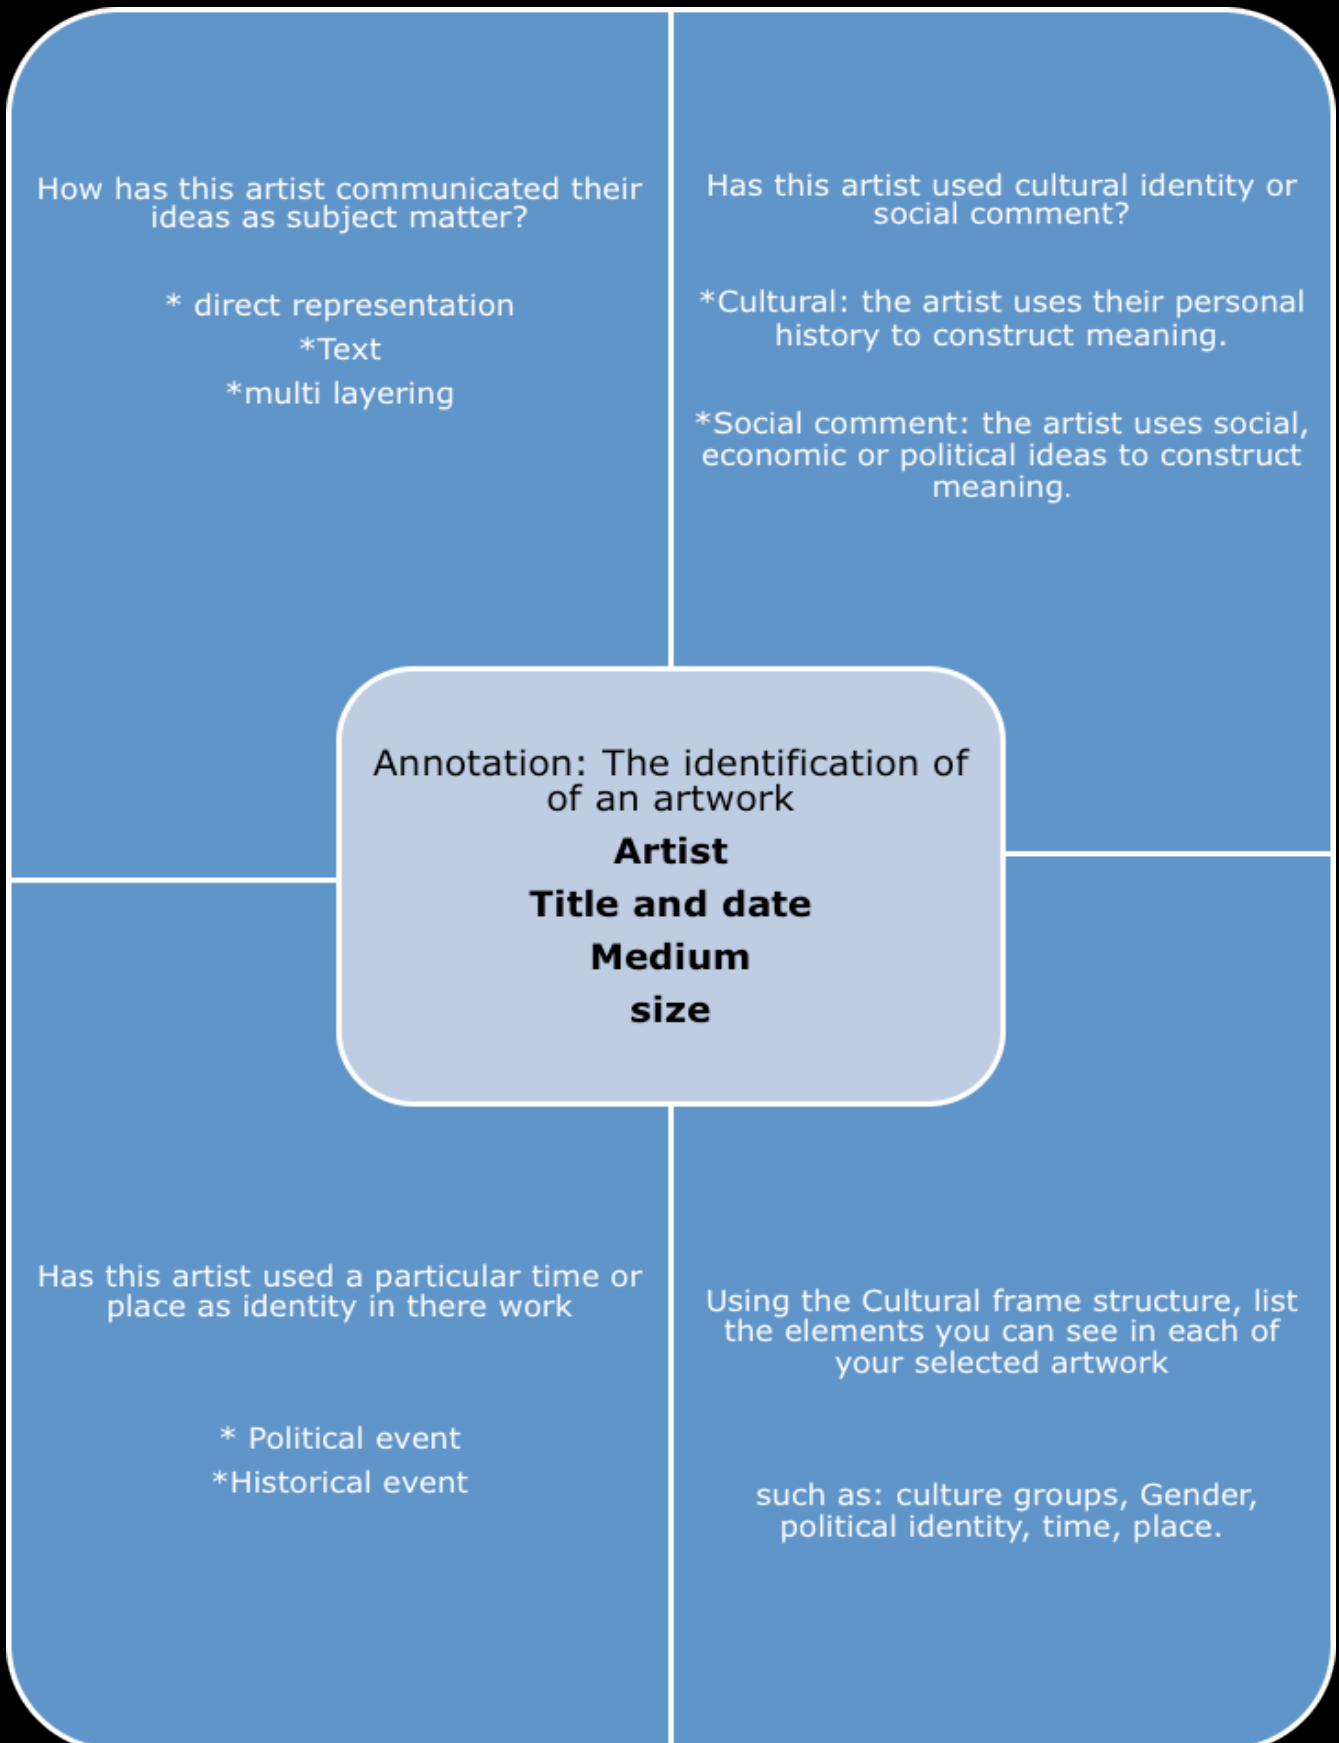 How has this artist communicated their
ideas as subject matter?
* direct representation
*Text
*multi layering
Has this artist used cultural identity or
social comment?
*Cultural: the artist uses their personal
history to construct meaning.
*Social comment: the artist uses social,
economic or political ideas to construct
meaning.
Annotation: The identification of
of an artwork
Artist
Title and date
Medium
size
Has this artist used a particular time or
place as identity in there work
* Political event
*Historical event
Using the Cultural frame structure, list
the elements you can see in each of
your selected artwork
such as: culture groups, Gender,
political identity, time, place.